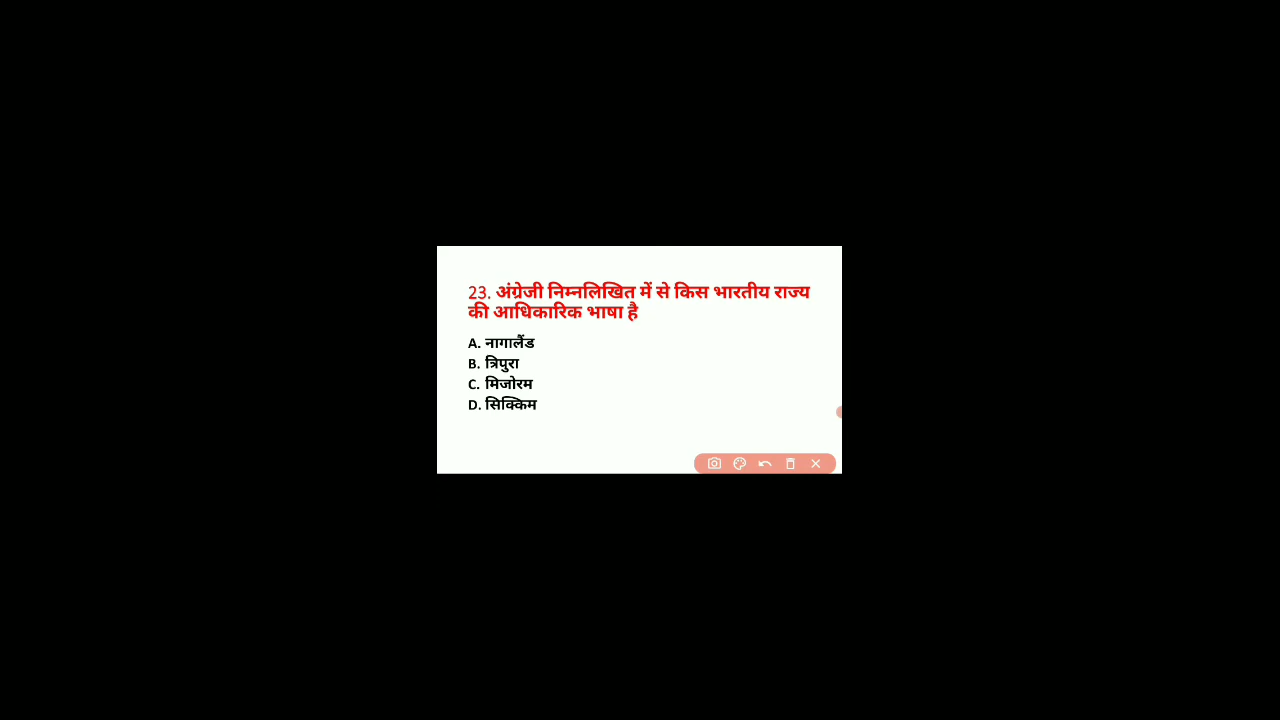 23. अंग्रेजी निम्नलिखित में से किस भारतीय राज्य
की आधिकारिक भाषा है
A. नागालैंड
B. त्रिपुरा
C. मिजोरम
D. सिक्किम